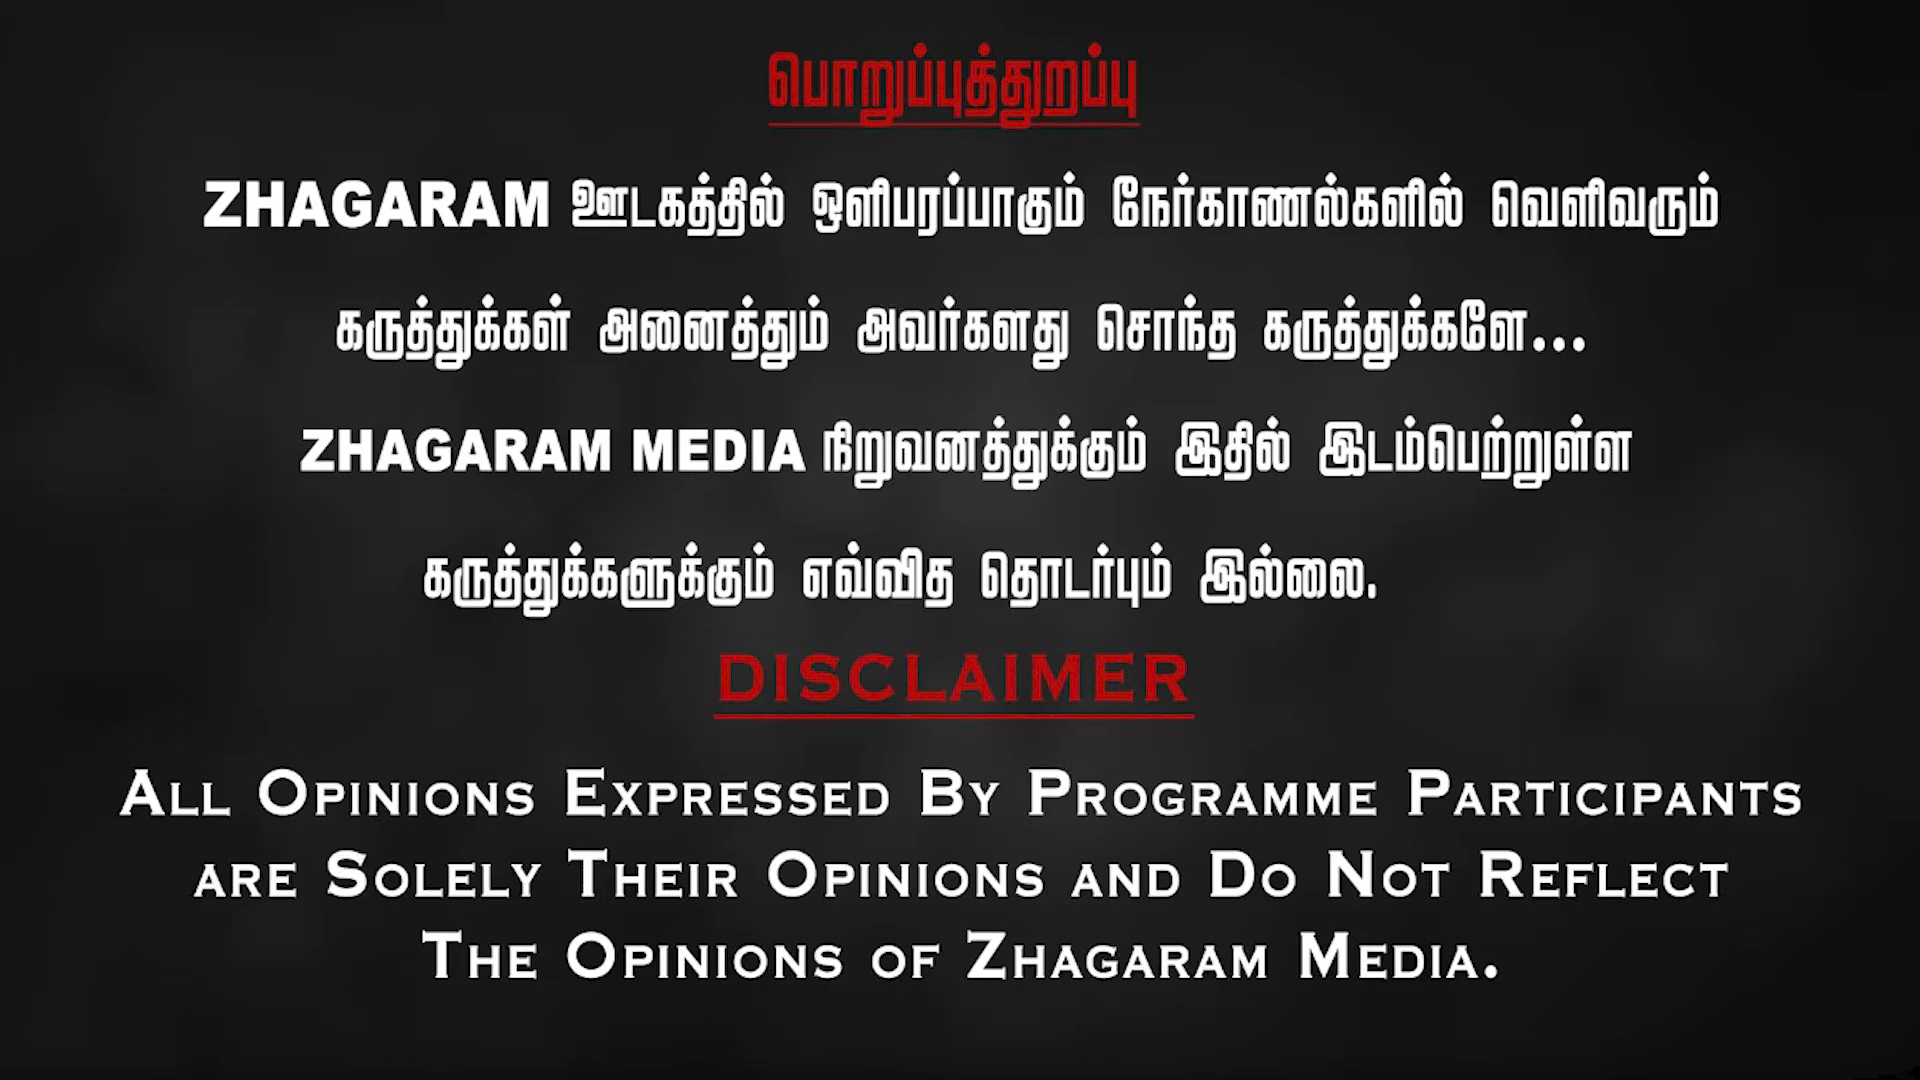 பொறுப்புத்துறப்பு
ZHAGARAM ஊடகத்தில் ஒளிபரப்பாகும் நேர்காணல்களில் வெளிவரும்
கருத்துக்கள் அனைத்தும் அவர்களது சொந்த கருத்துக்களே...
ZHAGARAM MEDIA நிறுவனத்துக்கும் இதில் இடம்பெற்றுள்ள
கருத்துக்களுக்கும் எவ்வித தொடர்பும் இல்லை.
DISCLAIMER
All Opinions Expressed By Programme Participants
are Solely Their Opinions and Do Not Reflect
The Opinions of Zhagaram Media.